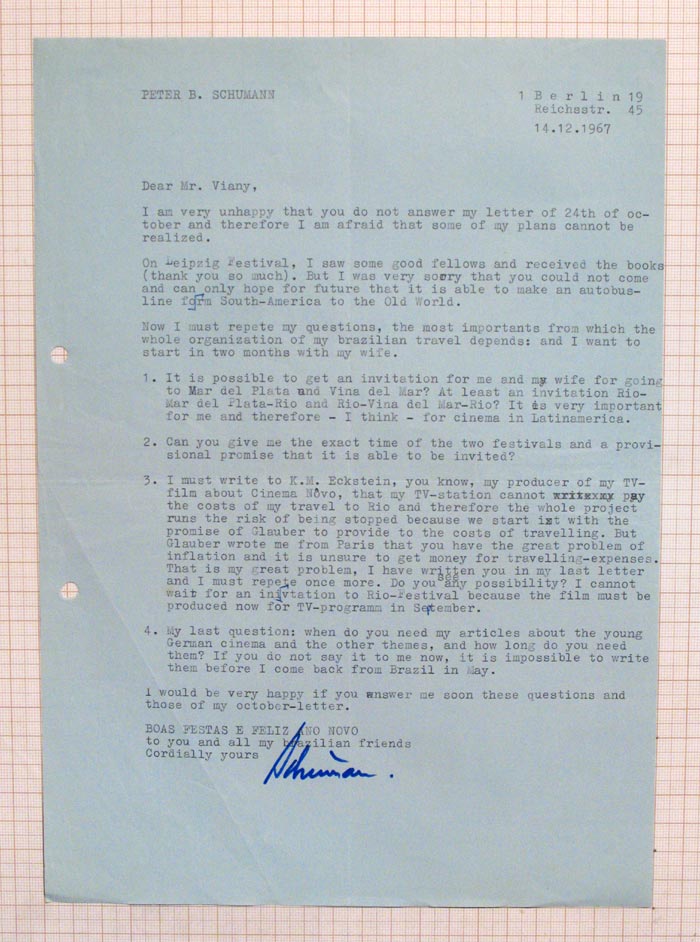 PETER B. SCHUMANN
1 B e r l i n 19
Reichsstr. 45
14.12.1967
Dear Mr. Viany,
I am very unhappy that you do not answer my letter of 24th of oc-
tober and therefore I am afraid that some of my plans cannot be
realized.
On Leipzig Festival, I saw some good fellows and received the books
(thank you so much). But I was very sorry that you could not come
and can only hope for future that it is able to make an autobus-
line form South-America to the Old World.
Now I must repete my questions, the most importants from which the
whole organization of my brazilian travel depends: and I want to
start in two months with my wife.
1. It is possible to get an invitation for me and my wife for going
to Mar del Plata and Vina del Mar? At least an invitation Rio-
Mar del Plata-Rio and Rio-Vina del Mar-Rio? It is very important
for me and therefore - I think - for cinema in Latinamerica.
2. Can you give me the exact time of the two festivals and a provi-
sional promise that it is able to be invited?
3. I must write to K.M. Eckstein, you know, my producer of my TV-
film about Cinema Novo, that my TV-station cannot pay
the costs of my travel to Rio and therefore the whole project
runs the risk of being stopped because we start it with the
promise of Glauber to provide to the costs of travelling. But
Glauber wrote me from Paris that you have the great problem of
inflation and it is unsure to get money for travelling-expenses.
That is my great problem, I have written you in my last letter
and I must repete once more. Do you see any possibility? I cannot
wait for an inivtation to Rio-Festival because the film must be
produced now for TV-programm in September.
4. My last question: when do you need my articles about the young
German cinema and the other themes, and how long do you need
them? If you do not say it to me now, it is impossible to write
them before I come back from Brazil in May.
I would be very happy if you answer me soon these questions and
those of my october-letter.
BOAS FESTAS E FELIZ ANO NOVO
to you and all my brazilian friends
Cordially yours
Schumann.